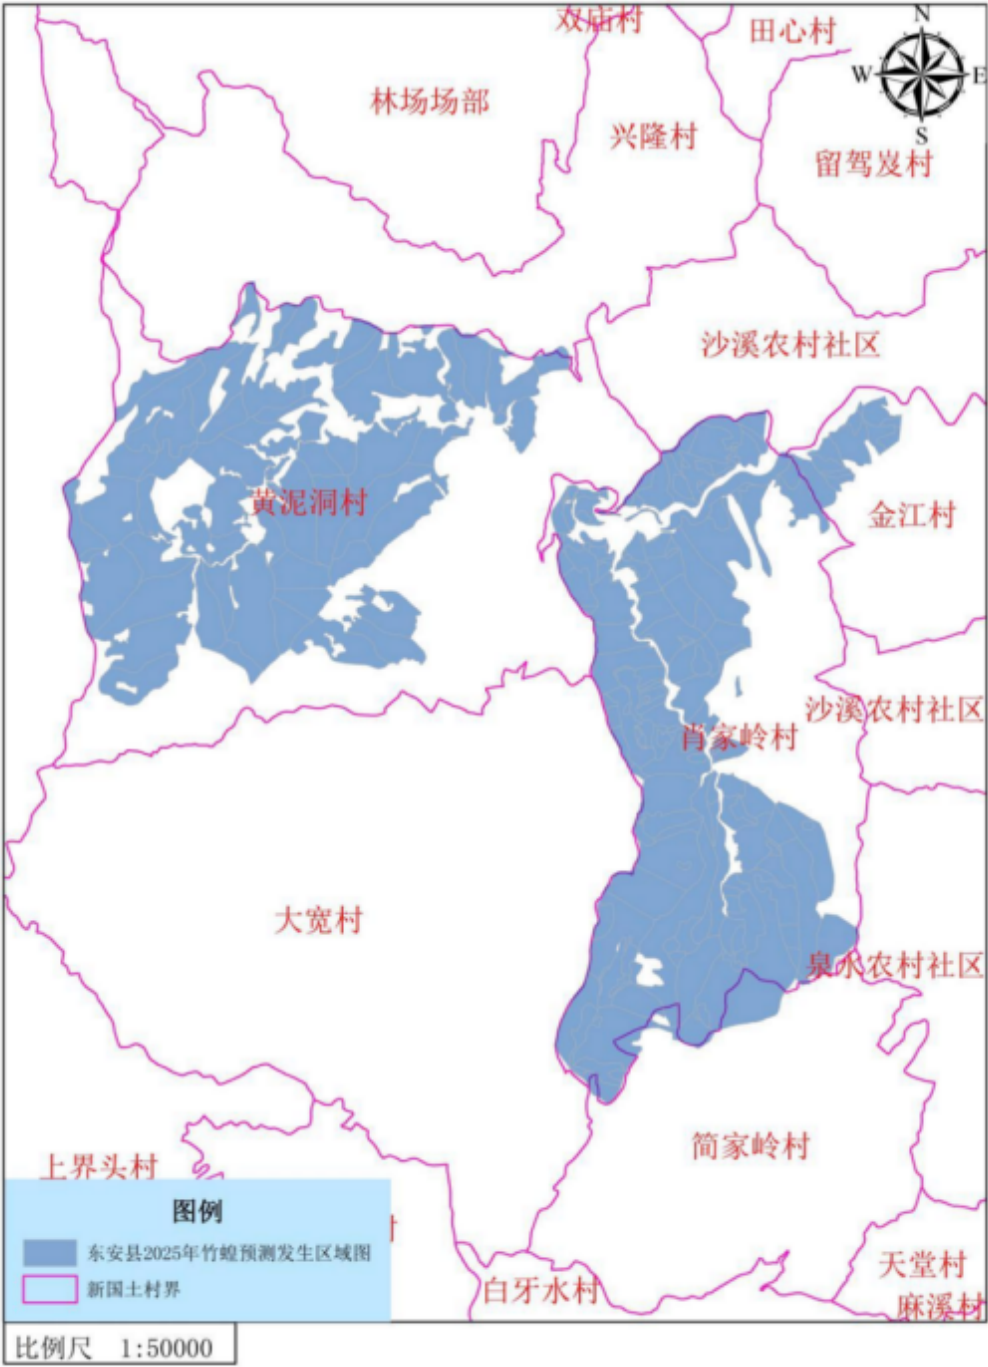 双庙村
田心村
N
W
E
S
林场场部
兴隆村
留驾岌村
沙溪农村社区
黄泥洞村
金江村
沙溪农村社区
肖家岭村
大宽村
泉水农村社区
简家岭村
上界头村
图例
东安县2025年竹蝗预测发生区域图
新国土村界
村
白牙水村
天堂村
麻溪村
比例尺 1:50000